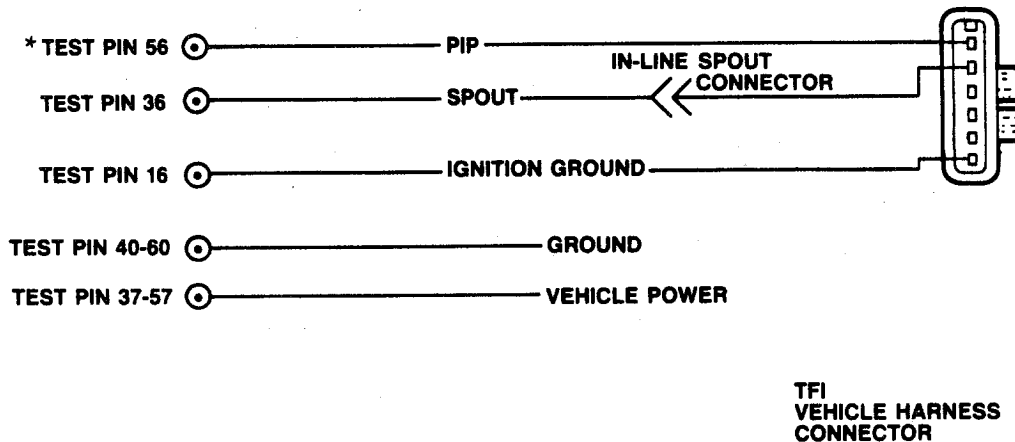 * TEST PIN 56 PIP
IN-LINE SPOUT
CONNECTOR
TEST PIN 36 SPOUT
TEST PIN 16 IGNITION GROUND
TEST PIN 40-60 GROUND
TEST PIN 37-57 VEHICLE POWER
TFI
VEHICLE HARNESS
CONNECTOR